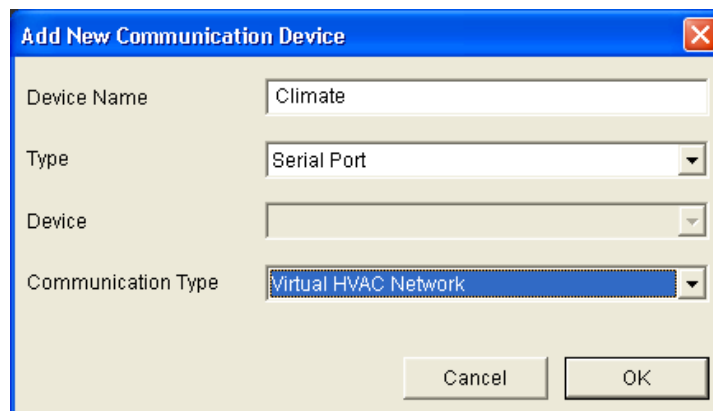 Add New Communication Device
Device Name Climate
Type Serial Port
Device
Communication Type Virtual HVAC Network
Cancel OK